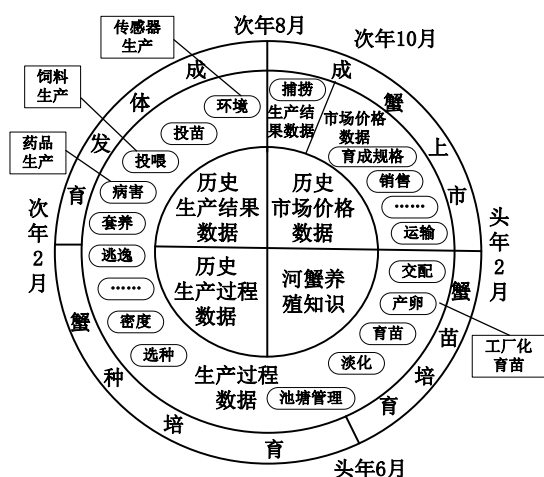 传感器
生产
次年8月
次年10月
饲料
生产
药品
生产
成
体
发
育
成
蟹
上
市
环境
投苗
投喂
病害
套养
逃逸
……
密度
选种
捕捞
生产结
果数据
市场价格
数据
育成规格
销售
……
运输
历史
生产结果
数据
历史
市场价格
数据
历史
生产过程
数据
河蟹养
殖知识
次年2月
头年2月
交配
产卵
育苗
淡化
池塘管理
生产过程
数据
蟹
苗
培
育
工厂化
育苗
蟹
种
培
育
头年6月